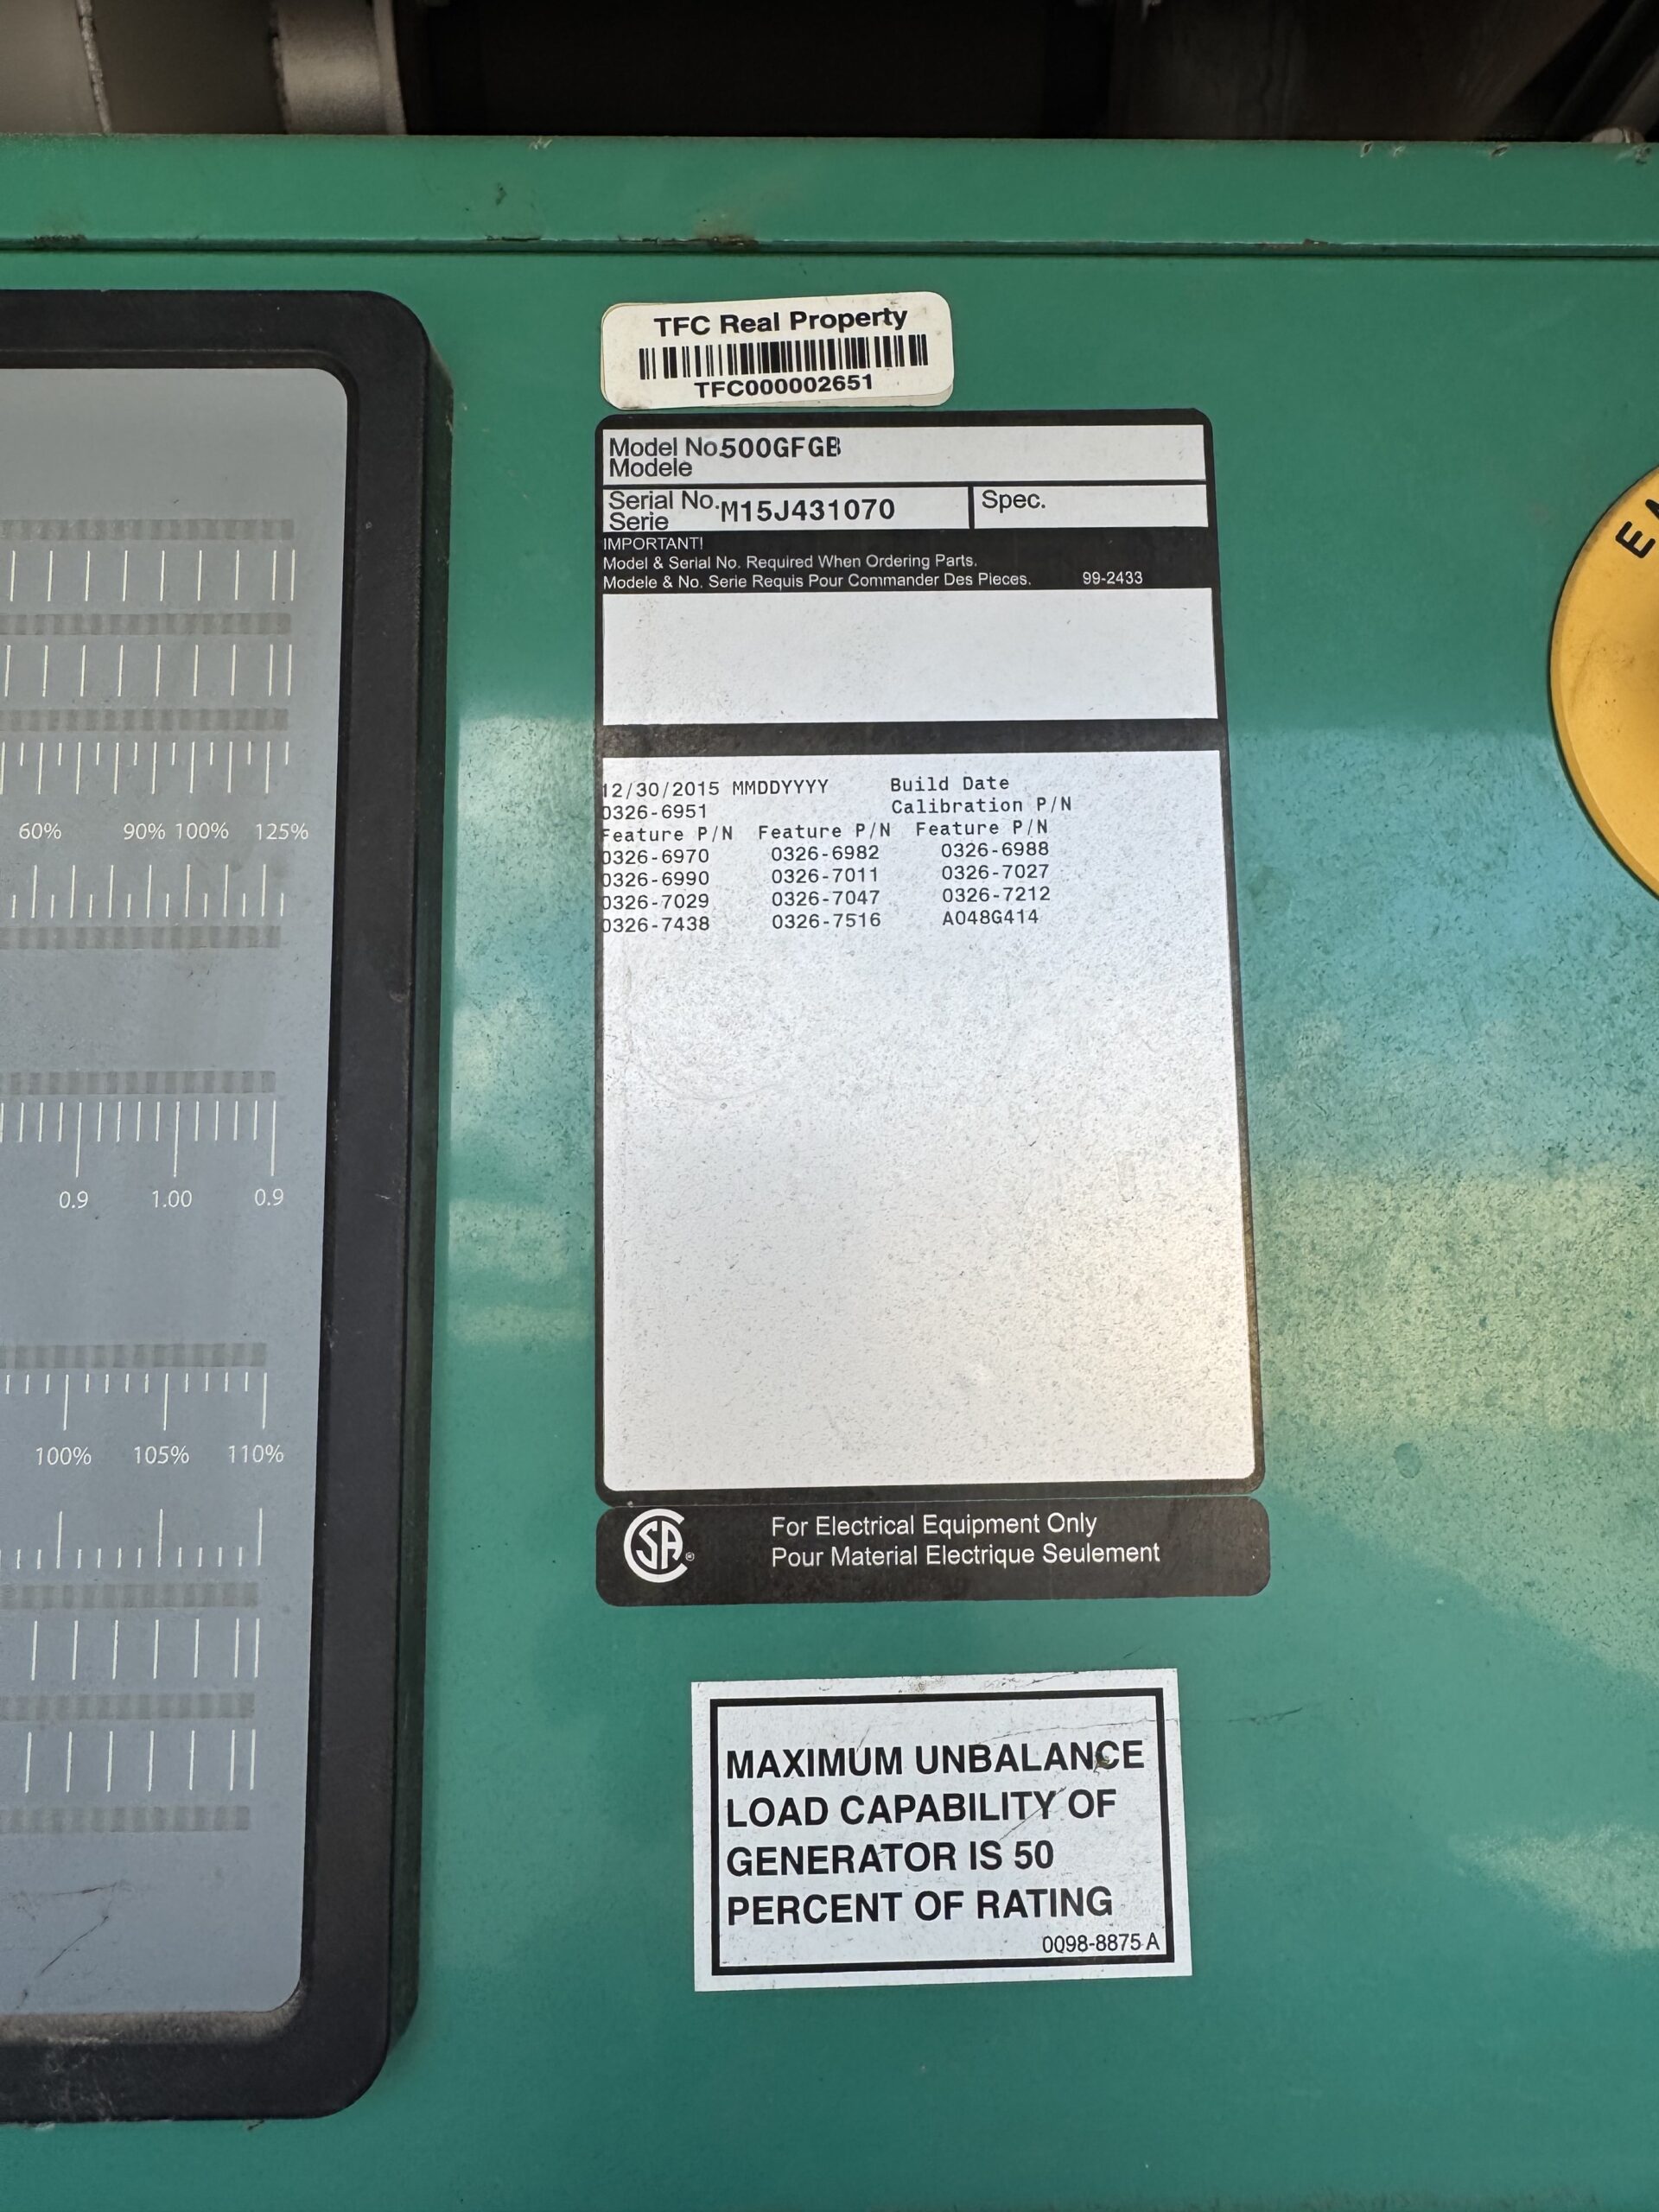 TFC Real Property
TFC000002651
Model No.500GFGB
Modele
Serial No. M15J431070
Serie
Spec.
IMPORTANT!
Model & Serial No. Required When Ordering Parts.
Modele & No. Serie Requis Pour Commander Des Pieces. 99-2433
12/30/2015 MMDDYYYY Build Date
0326-6951 Calibration P/N
Feature P/N Feature P/N Feature P/N
0326-6970 0326-6982 0326-6988
0326-6990 0326-7011 0326-7027
0326-7029 0326-7047 0326-7212
0326-7438 0326-7516 A048G414
60% 90% 100% 125%
0.9 1.00 0.9
100% 105% 110%
SA ®
For Electrical Equipment Only
Pour Material Electrique Seulement
MAXIMUM UNBALANCE
LOAD CAPABILITY OF
GENERATOR IS 50
PERCENT OF RATING
0098-8875 A